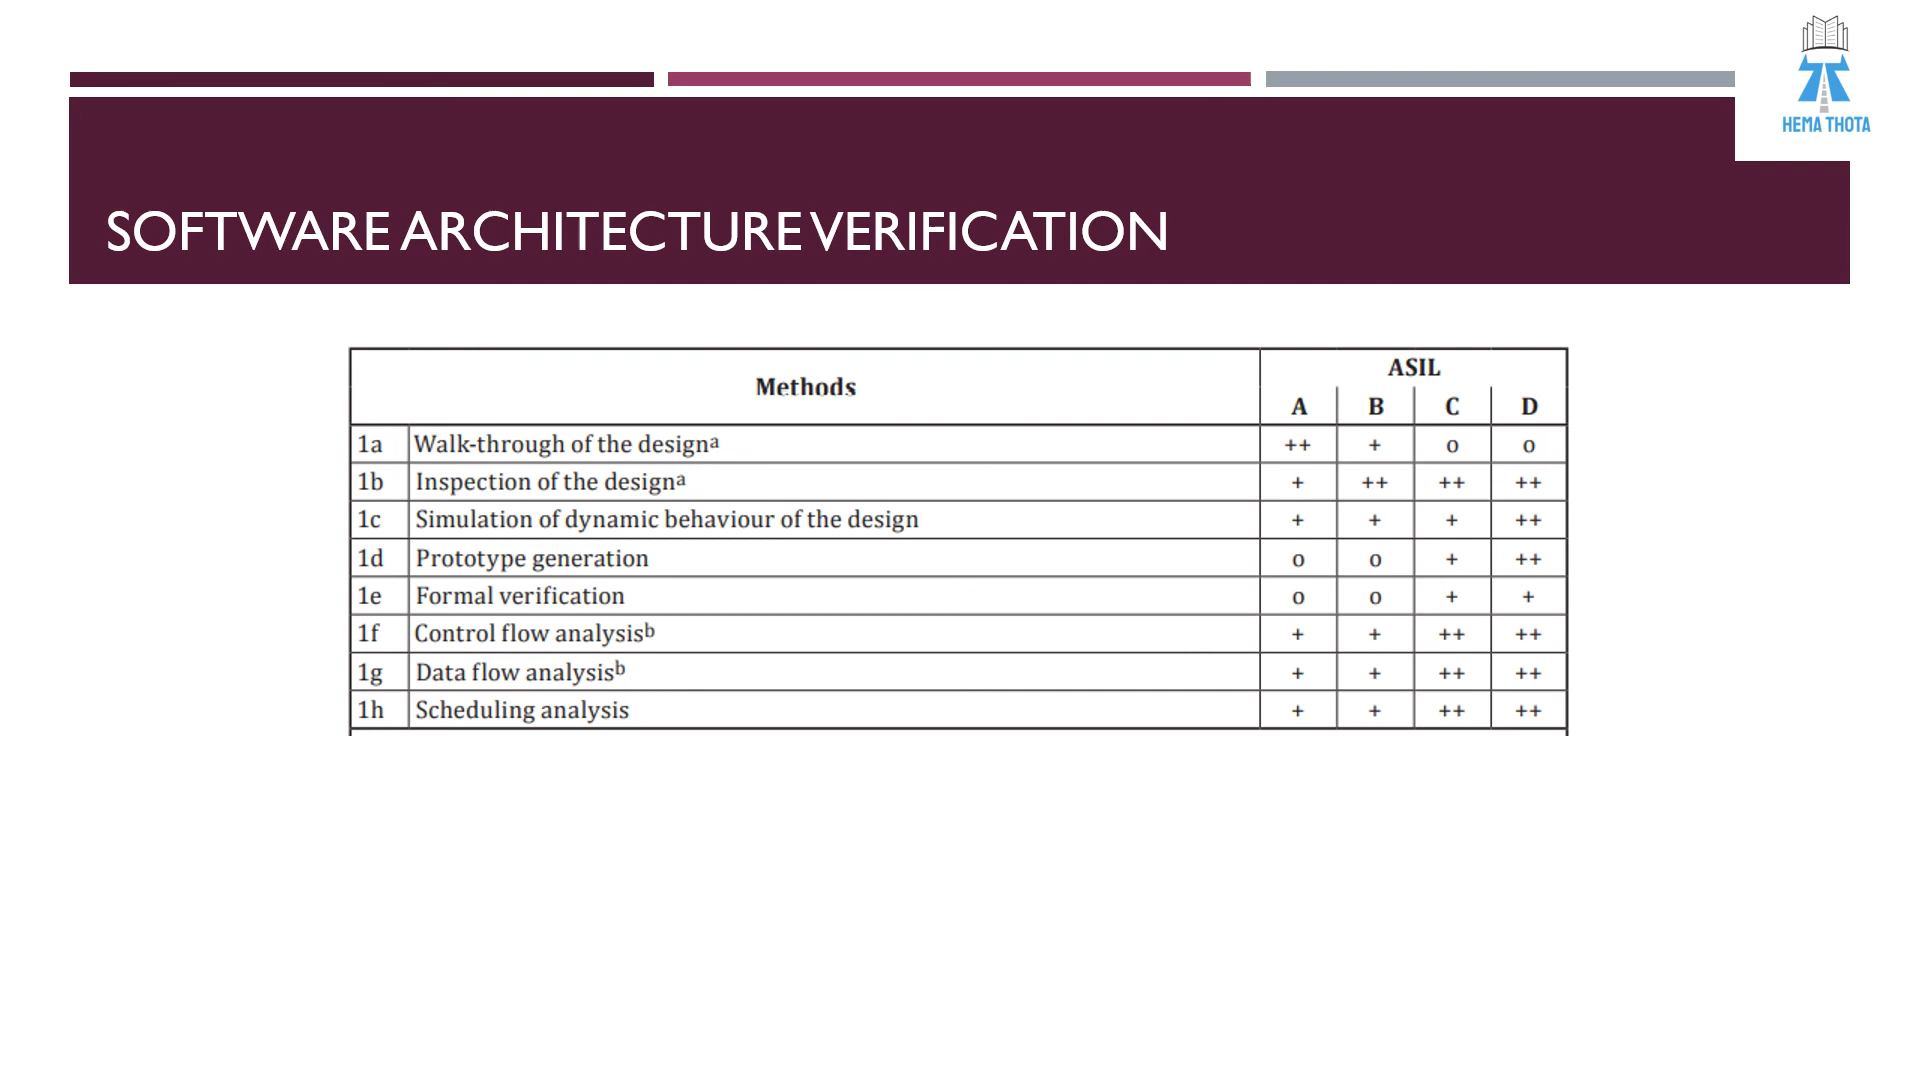 HEMA THOTA
SOFTWARE ARCHITECTURE VERIFICATION
Methods ASIL
A B C D
1a Walk-through of the designa ++ + o o
1b Inspection of the designa + ++ ++ ++
1c Simulation of dynamic behaviour of the design + + + ++
1d Prototype generation o o + ++
1e Formal verification o o + +
1f Control flow analysisb + + ++ ++
1g Data flow analysisb + + ++ ++
1h Scheduling analysis + + ++ ++